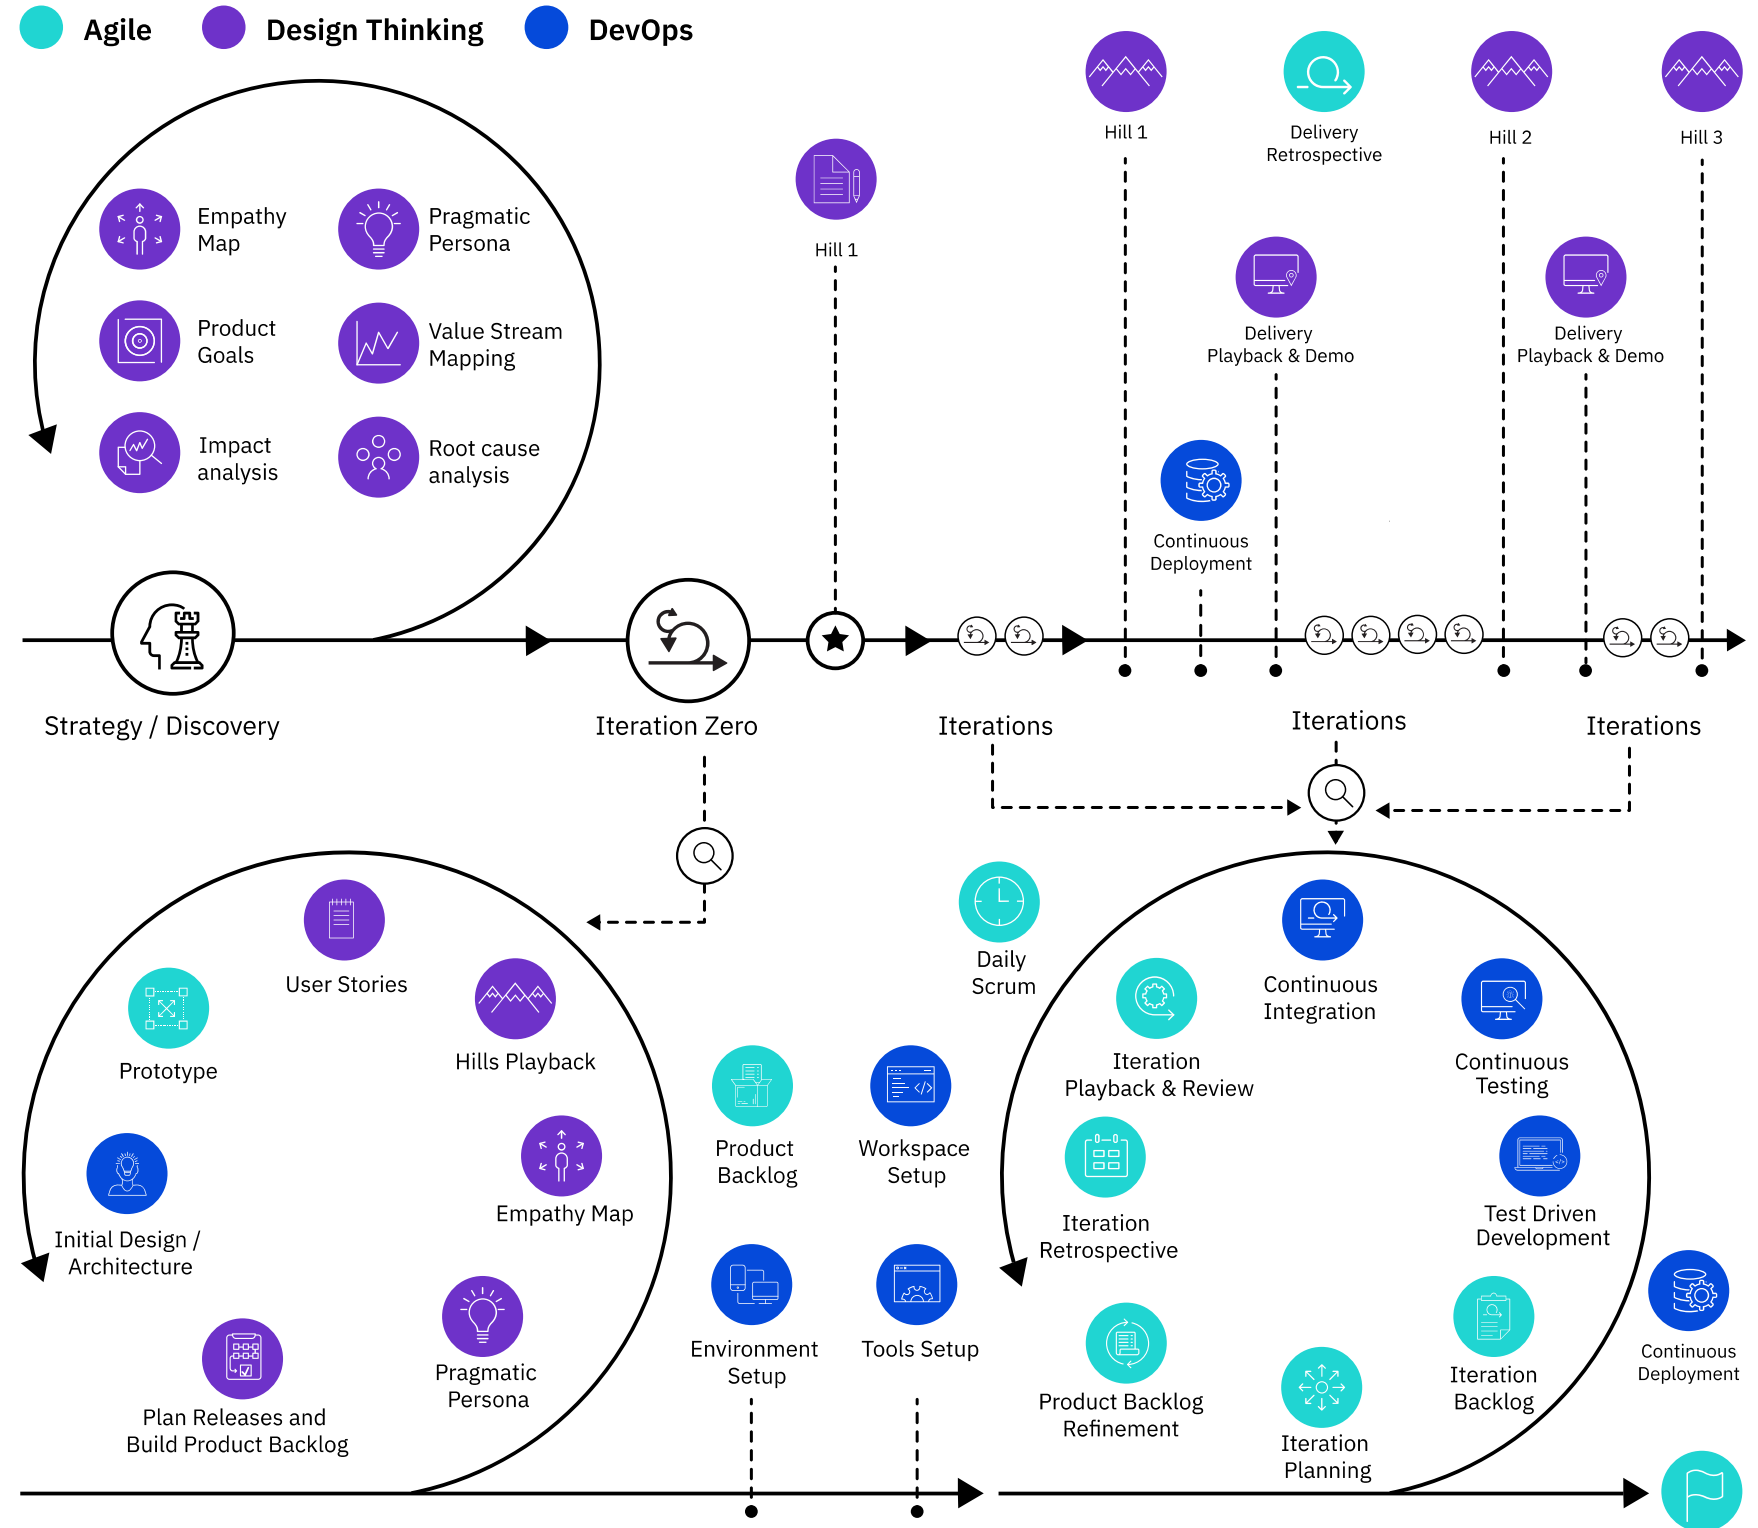 Agile
Design Thinking
DevOps
Empathy
Map
Pragmatic
Persona
Product
Goals
Value Stream
Mapping
Impact
analysis
Root cause
analysis
Hill 1
Hill 1
Delivery
Retrospective
Hill 2
Hill 3
Delivery
Playback & Demo
Delivery
Playback & Demo
Continuous
Deployment
Strategy / Discovery
Iteration Zero
Iterations
Iterations
Iterations
User Stories
Hills Playback
Prototype
Empathy Map
Initial Design /
Architecture
Pragmatic
Persona
Plan Releases and
Build Product Backlog
Product
Backlog
Workspace
Setup
Environment
Setup
Tools Setup
Daily
Scrum
Continuous
Integration
Iteration
Playback & Review
Continuous
Testing
Iteration
Retrospective
Test Driven
Development
Product Backlog
Refinement
Iteration
Planning
Iteration
Backlog
Continuous
Deployment